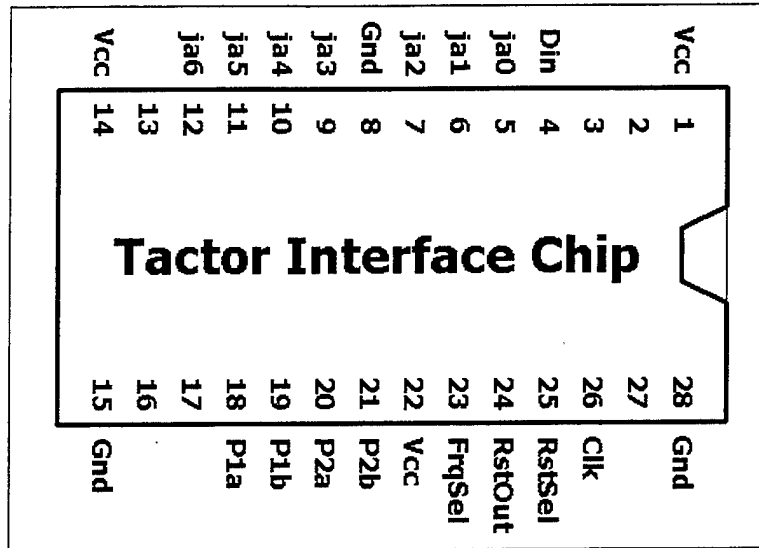 Vcc ja6 ja5 ja4 ja3 Gnd ja2 ja1 ja0 Din Vcc
14 13 12 11 10 9 8 7 6 5 4 3 2 1
Tactor Interface Chip
15 16 17 18 19 20 21 22 23 24 25 26 27 28
Gnd P1a P1b P2a P2b Vcc FrqSel RstOut RstSel Clk Gnd